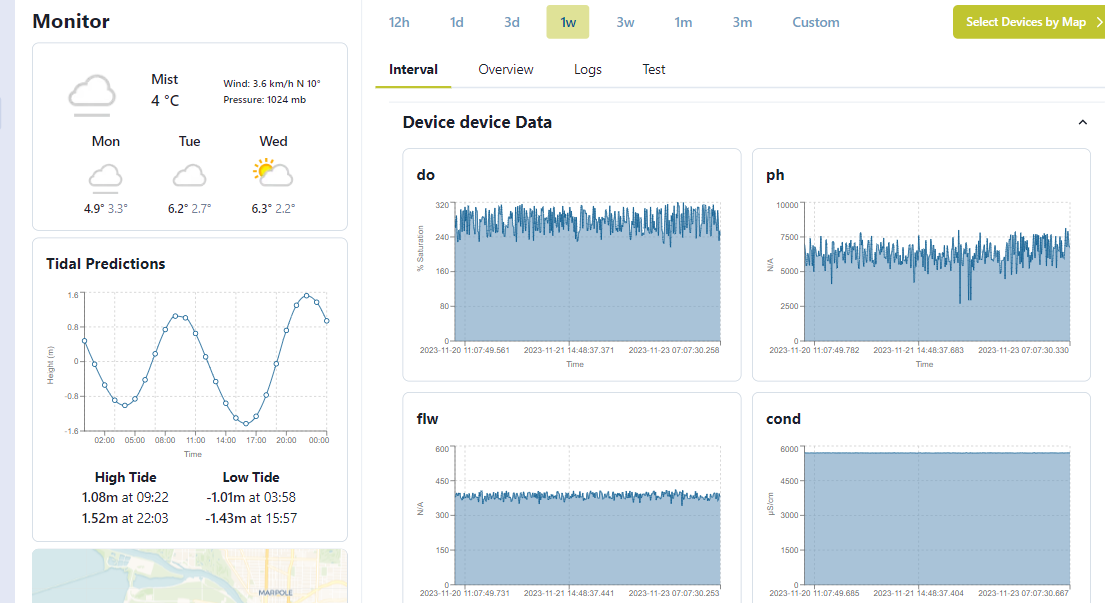 Monitor
12h 1d 3d 1w 3w 1m 3m Custom
Select Devices by Map
Interval Overview Logs Test
Mist
4 °C
Wind: 3.6 km/h N 10°
Pressure: 1024 mb
Mon Tue Wed
4.9° 3.3° 6.2° 2.7° 6.3° 2.2°
Tidal Predictions
1.6
0.8
0
-0.8
-1.6
Height (m)
02:00 05:00 08:00 11:00 14:00 17:00 20:00 00:00
Time
High Tide Low Tide
1.08m at 09:22 -1.01m at 03:58
1.52m at 22:03 -1.43m at 15:57
MARPOLE
Device device Data
do
320
240
160
80
0
% Saturation
2023-11-20 11:07:49.561 2023-11-21 14:48:37.371 2023-11-23 07:07:30.258
Time
ph
10000
7500
5000
2500
0
N/A
2023-11-20 11:07:49.782 2023-11-21 14:48:37.683 2023-11-23 07:07:30.330
Time
flw
600
450
300
150
0
N/A
2023-11-20 11:07:49.731 2023-11-21 14:48:37.441 2023-11-23 07:07:30.253
cond
6000
4500
3000
1500
0
µS/cm
2023-11-20 11:07:49.685 2023-11-21 14:48:37.404 2023-11-23 07:07:30.667